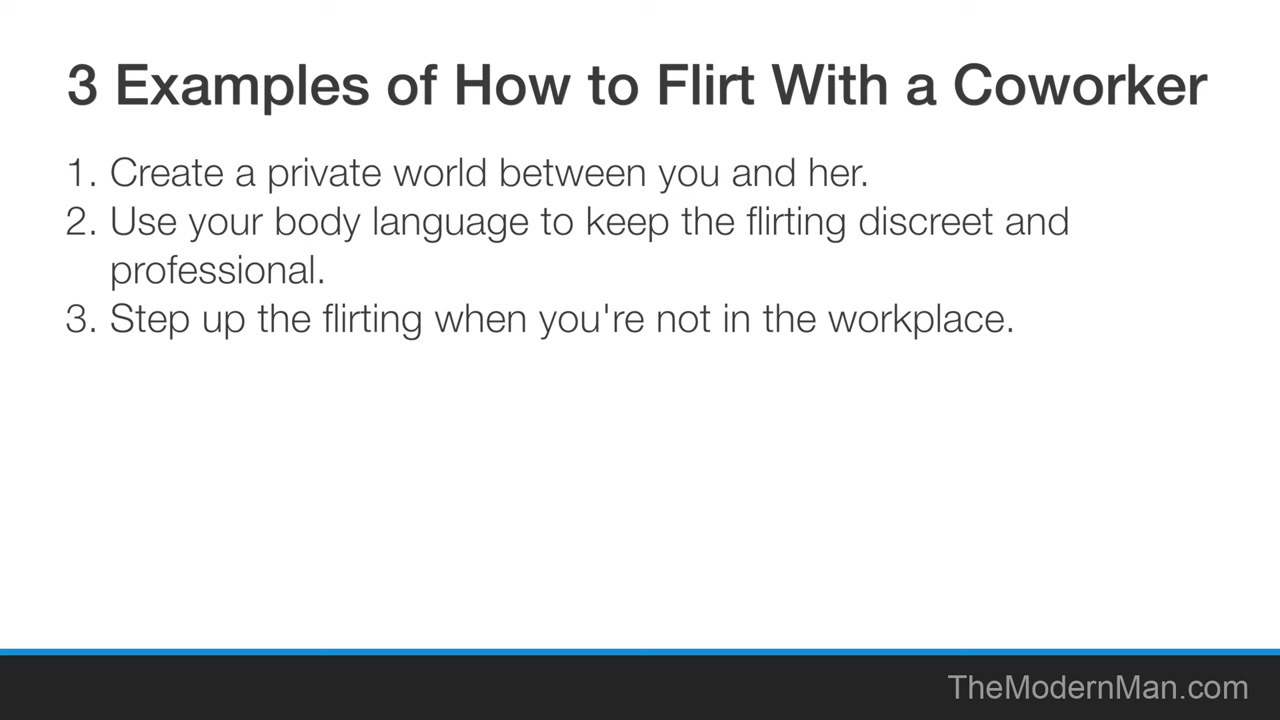 3 Examples of How to Flirt With a Coworker
1. Create a private world between you and her.
2. Use your body language to keep the flirting discreet and
professional.
3. Step up the flirting when you're not in the workplace.
TheModernMan.com